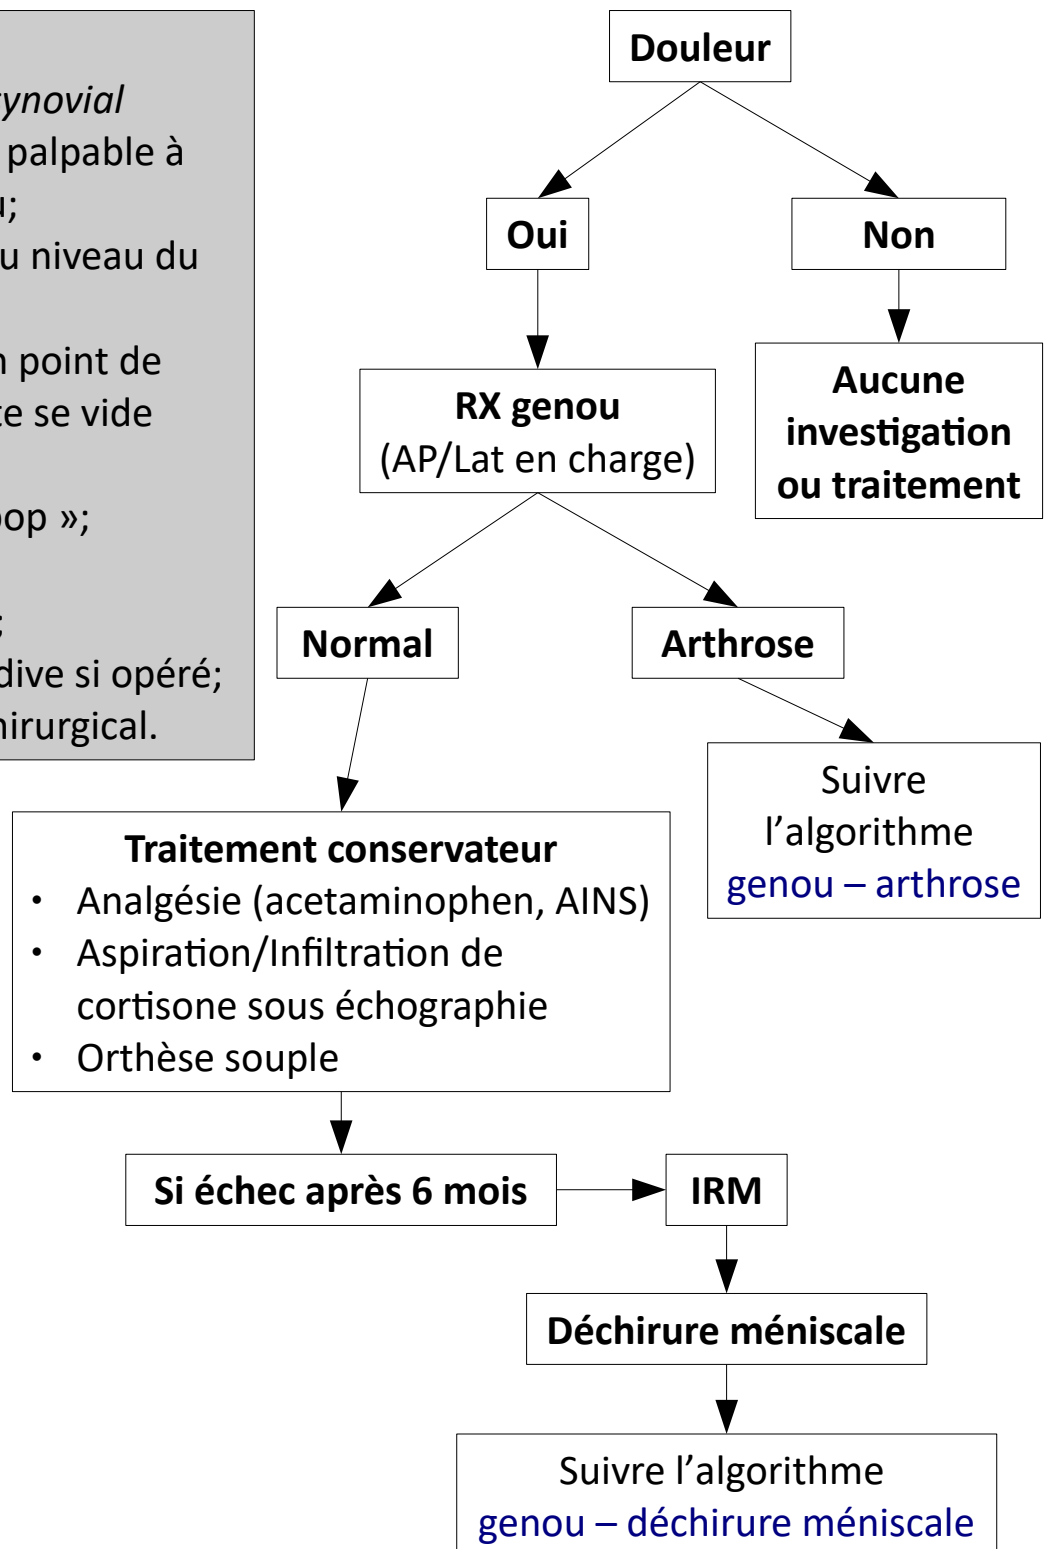 ynovial
palpable à
u niveau du
point de
te se vide
oop »;
dive si opéré;
hirurgical.
Douleur
Oui
Non
RX genou
(AP/Lat en charge)
Aucune
investigation
ou traitement
Normal
Arthrose
Suivre
l’algorithme
genou – arthrose
Traitement conservateur
• Analgésie (acetaminophen, AINS)
• Aspiration/Infiltration de
cortisone sous échographie
• Orthèse souple
Si échec après 6 mois
IRM
Déchirure méniscale
Suivre l’algorithme
genou – déchirure méniscale